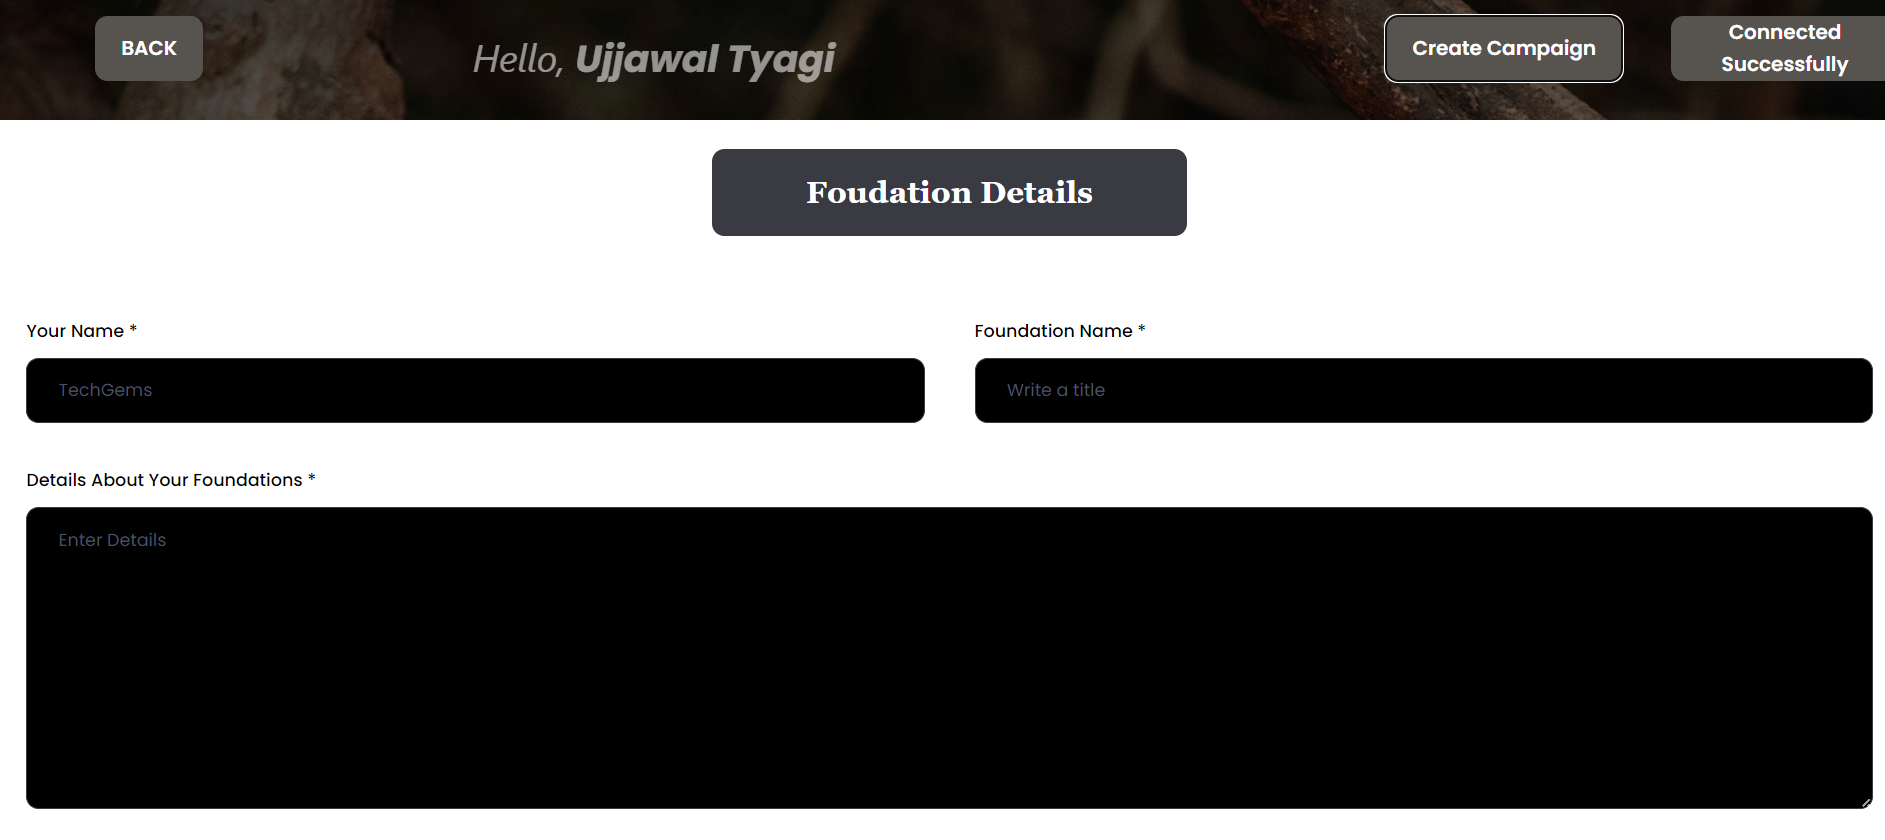 BACK
Hello, Ujjawal Tyagi
Create Campaign
Connected
Successfully
Foudation Details
Your Name *
Foundation Name *
TechGems
Write a title
Details About Your Foundations *
Enter Details